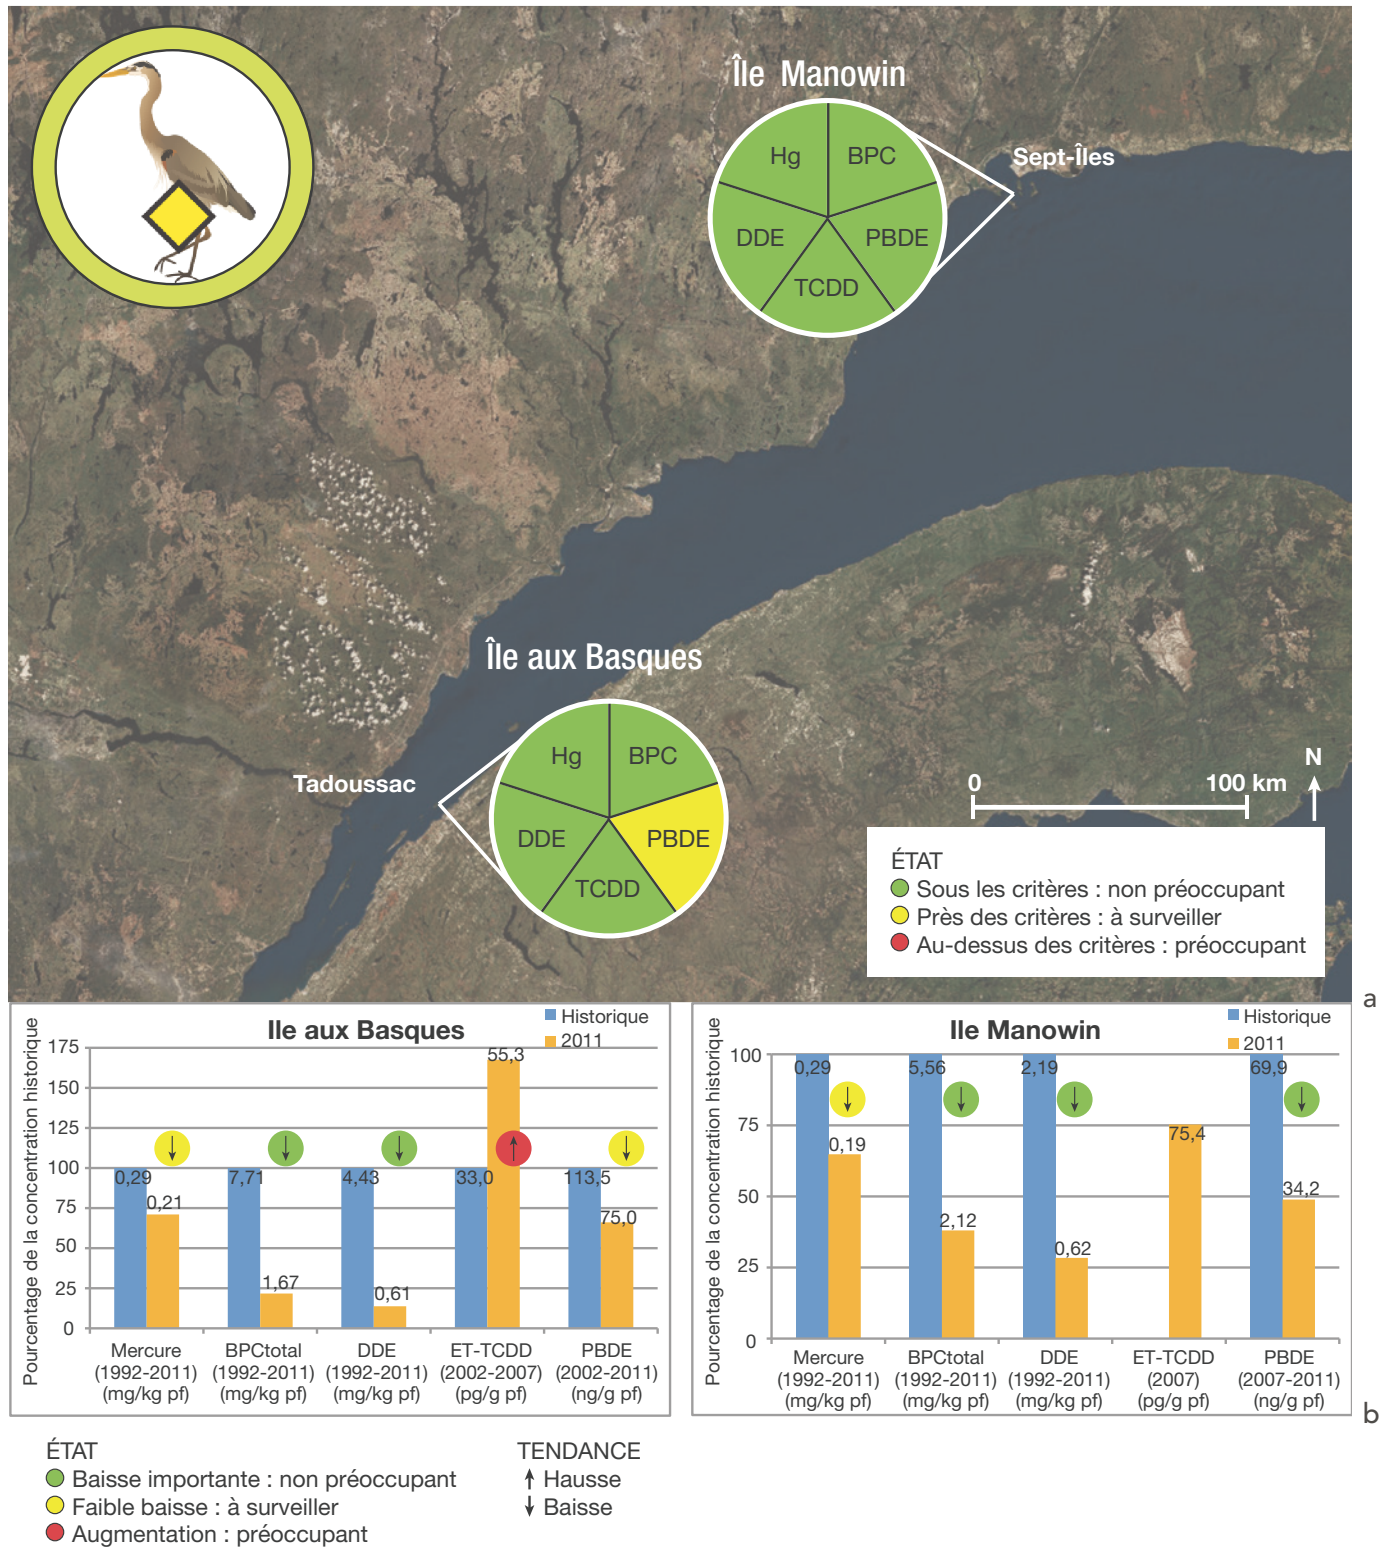 Île Manowin
Hg
BPC
DDE
PBDE
TCDD
Sept-Îles
Île aux Basques
Hg
BPC
DDE
PBDE
TCDD
Tadoussac
0
100 km
N
ÉTAT
Sous les critères : non préoccupant
Près des critères : à surveiller
Au-dessus des critères : préoccupant
a
Ile aux Basques
Historique
2011
Pourcentage de la concentration historique
175
150
125
100
75
50
25
0
0,29
0,21
7,71
1,67
4,43
0,61
33,0
55,3
113,5
75,0
Mercure
(1992-2011)
(mg/kg pf)
BPCtotal
(1992-2011)
(mg/kg pf)
DDE
(1992-2011)
(mg/kg pf)
ET-TCDD
(2002-2007)
(pg/g pf)
PBDE
(2002-2011)
(ng/g pf)
Ile Manowin
Historique
2011
Pourcentage de la concentration historique
100
75
50
25
0
0,29
0,19
5,56
2,12
2,19
0,62
75,4
69,9
34,2
Mercure
(1992-2011)
(mg/kg pf)
BPCtotal
(1992-2011)
(mg/kg pf)
DDE
(1992-2011)
(mg/kg pf)
ET-TCDD
(2007)
(pg/g pf)
PBDE
(2007-2011)
(ng/g pf)
b
ÉTAT
Baisse importante : non préoccupant
Faible baisse : à surveiller
Augmentation : préoccupant
TENDANCE
Hausse
Baisse